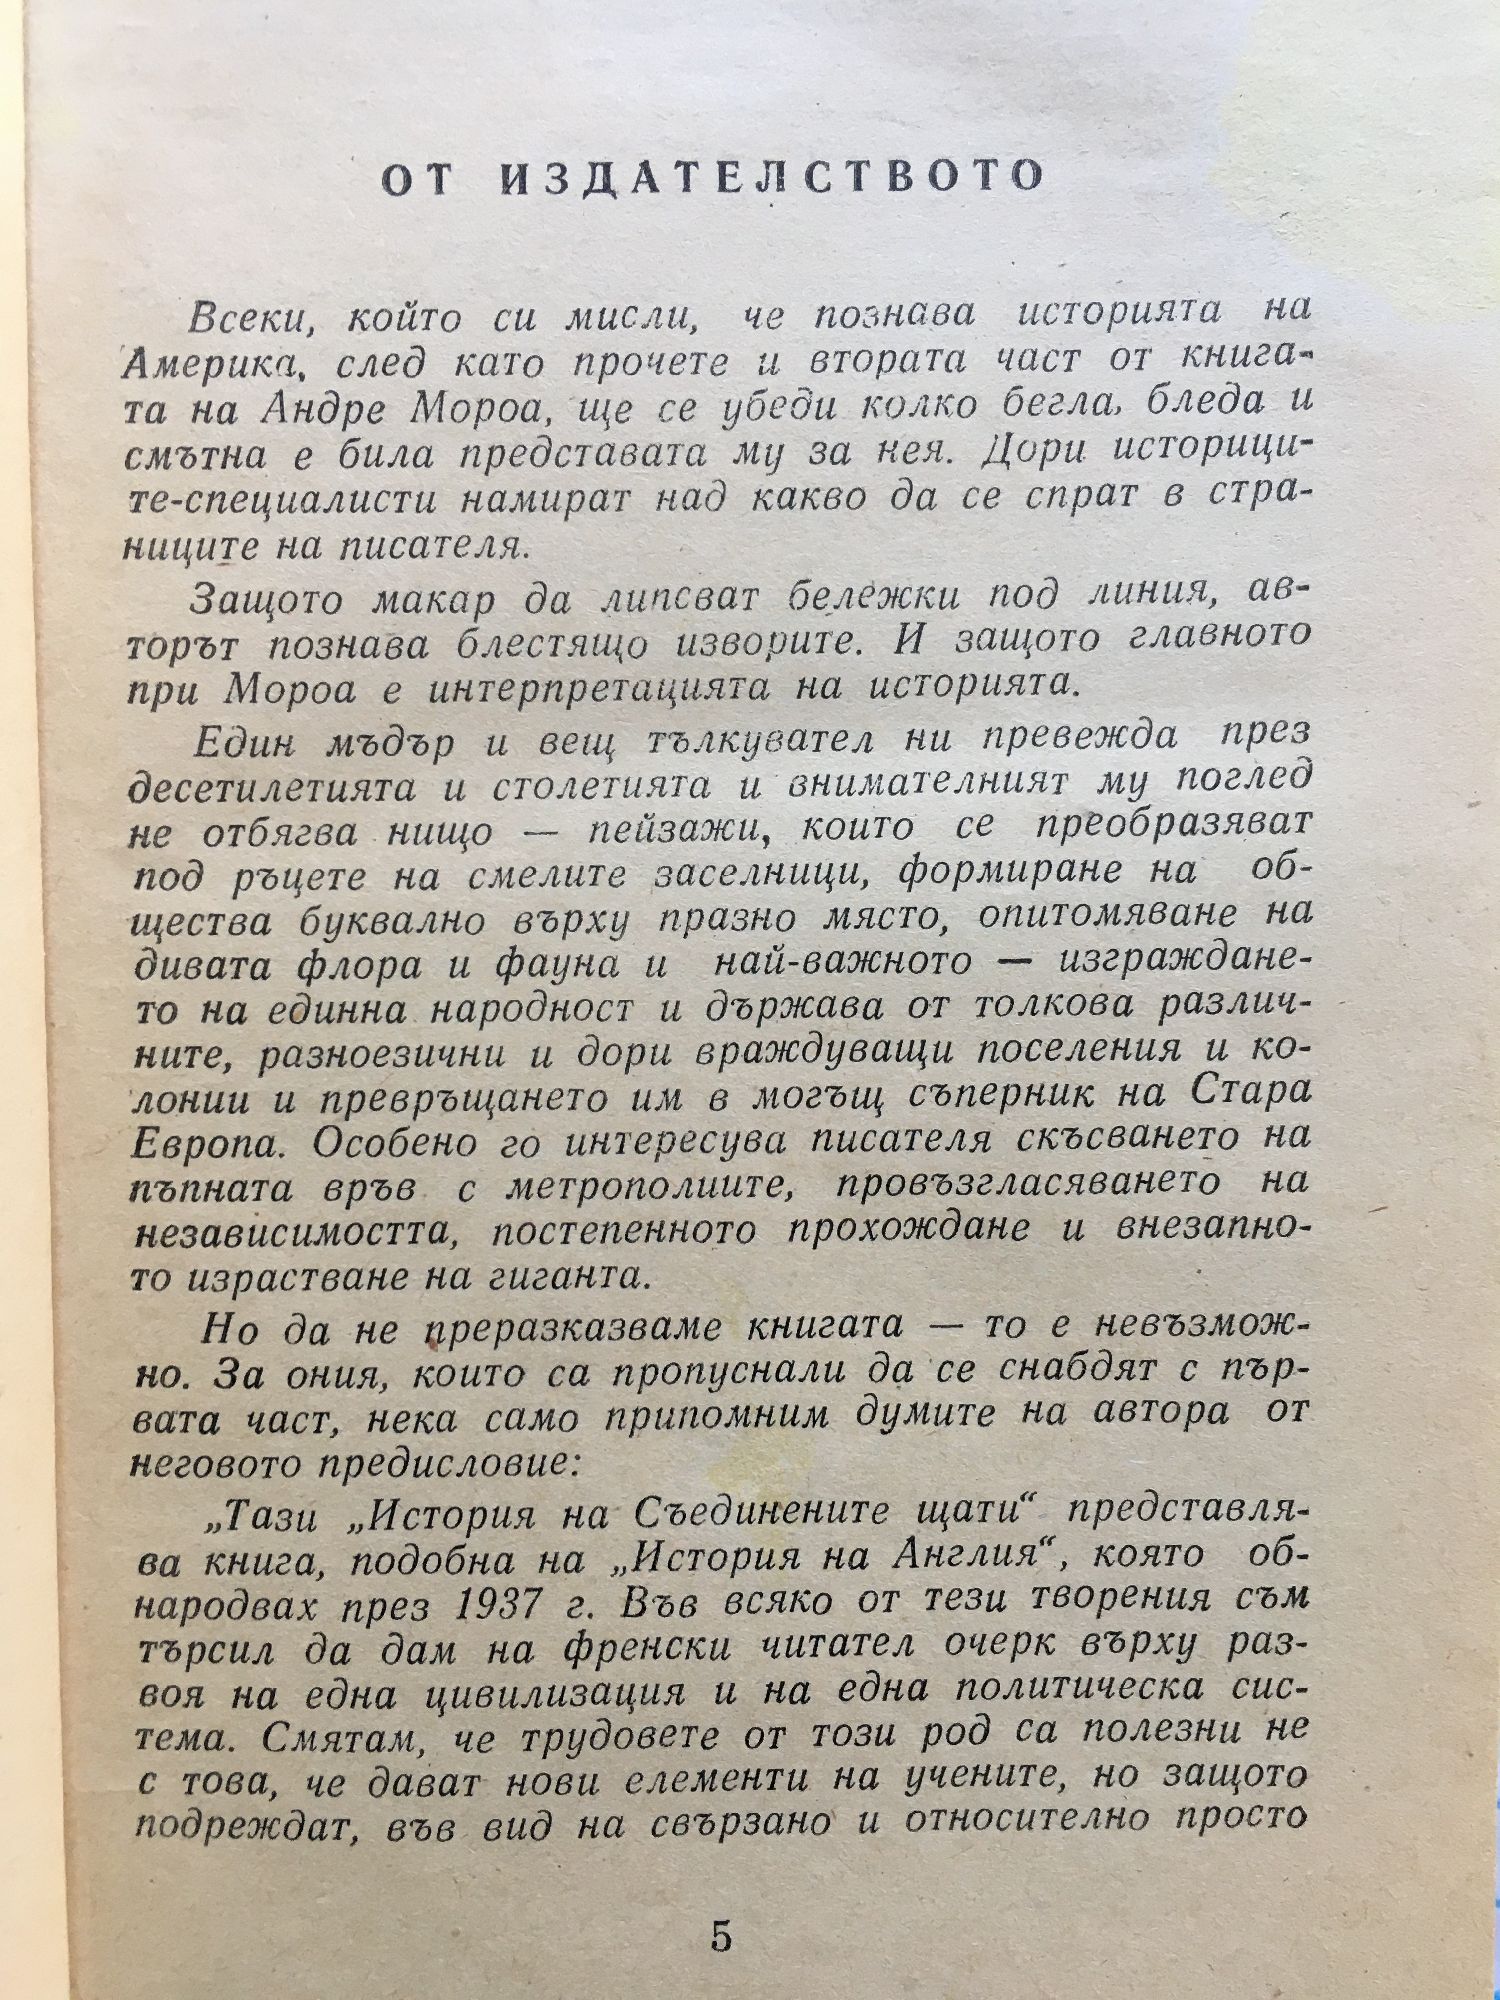 ОТ ИЗДАТЕЛСТВОТО
Всеки, който си мисли, че познава историята на
Америка, след като прочете и втората част от книга-
та на Андре Мороа, ще се убеди колко бегла, бледа и
смътна е била представата му за нея. Дори историци-
те-специалисти намират над какво да се спрат в стра-
ниците на писателя.
Защото макар да липсват бележки под линия, ав-
торът познава блестящо изворите. И защото главното
при Мороа е интерпретацията на историята.
Един мъдър и вещ тълкувател ни превежда през
десетилетията и столетията и внимателният му поглед
не отбягва нищо — пейзажи, които се преобразяват
под ръцете на смелите заселници, формиране на об-
щества буквално върху празно място, опитомяване на
дивата флора и фауна и най-важното — изграждане-
то на единна народност и държава от толкова различ-
ните, разноезични и дори враждуващи поселения и ко-
лонии и превръщането им в могъщ съперник на Стара
Европа. Особено го интересува писателя скъсването на
пъпната връв с метрополиите, провъзгласяването на
независимостта, постепенното прохождане и внезапно-
то израстване на гиганта.
Но да не преразказваме книгата — то е невъзмож-
но. За ония, които са пропуснали да се снабдят с пър-
вата част, нека само припомним думите на автора от
неговото предисловие:
„Тази „История на Съединените щати“ представля-
ва книга, подобна на „История на Англия“, която об-
народвах през 1937 г. Във всяко от тези творения съм
търсил да дам на френски читател очерк върху раз-
воя на една цивилизация и на една политическа сис-
тема. Смятам, че трудовете от този род са полезни не
с това, че дават нови елементи на учените, но защото
подреждат, във вид на свързано и относително просто
5